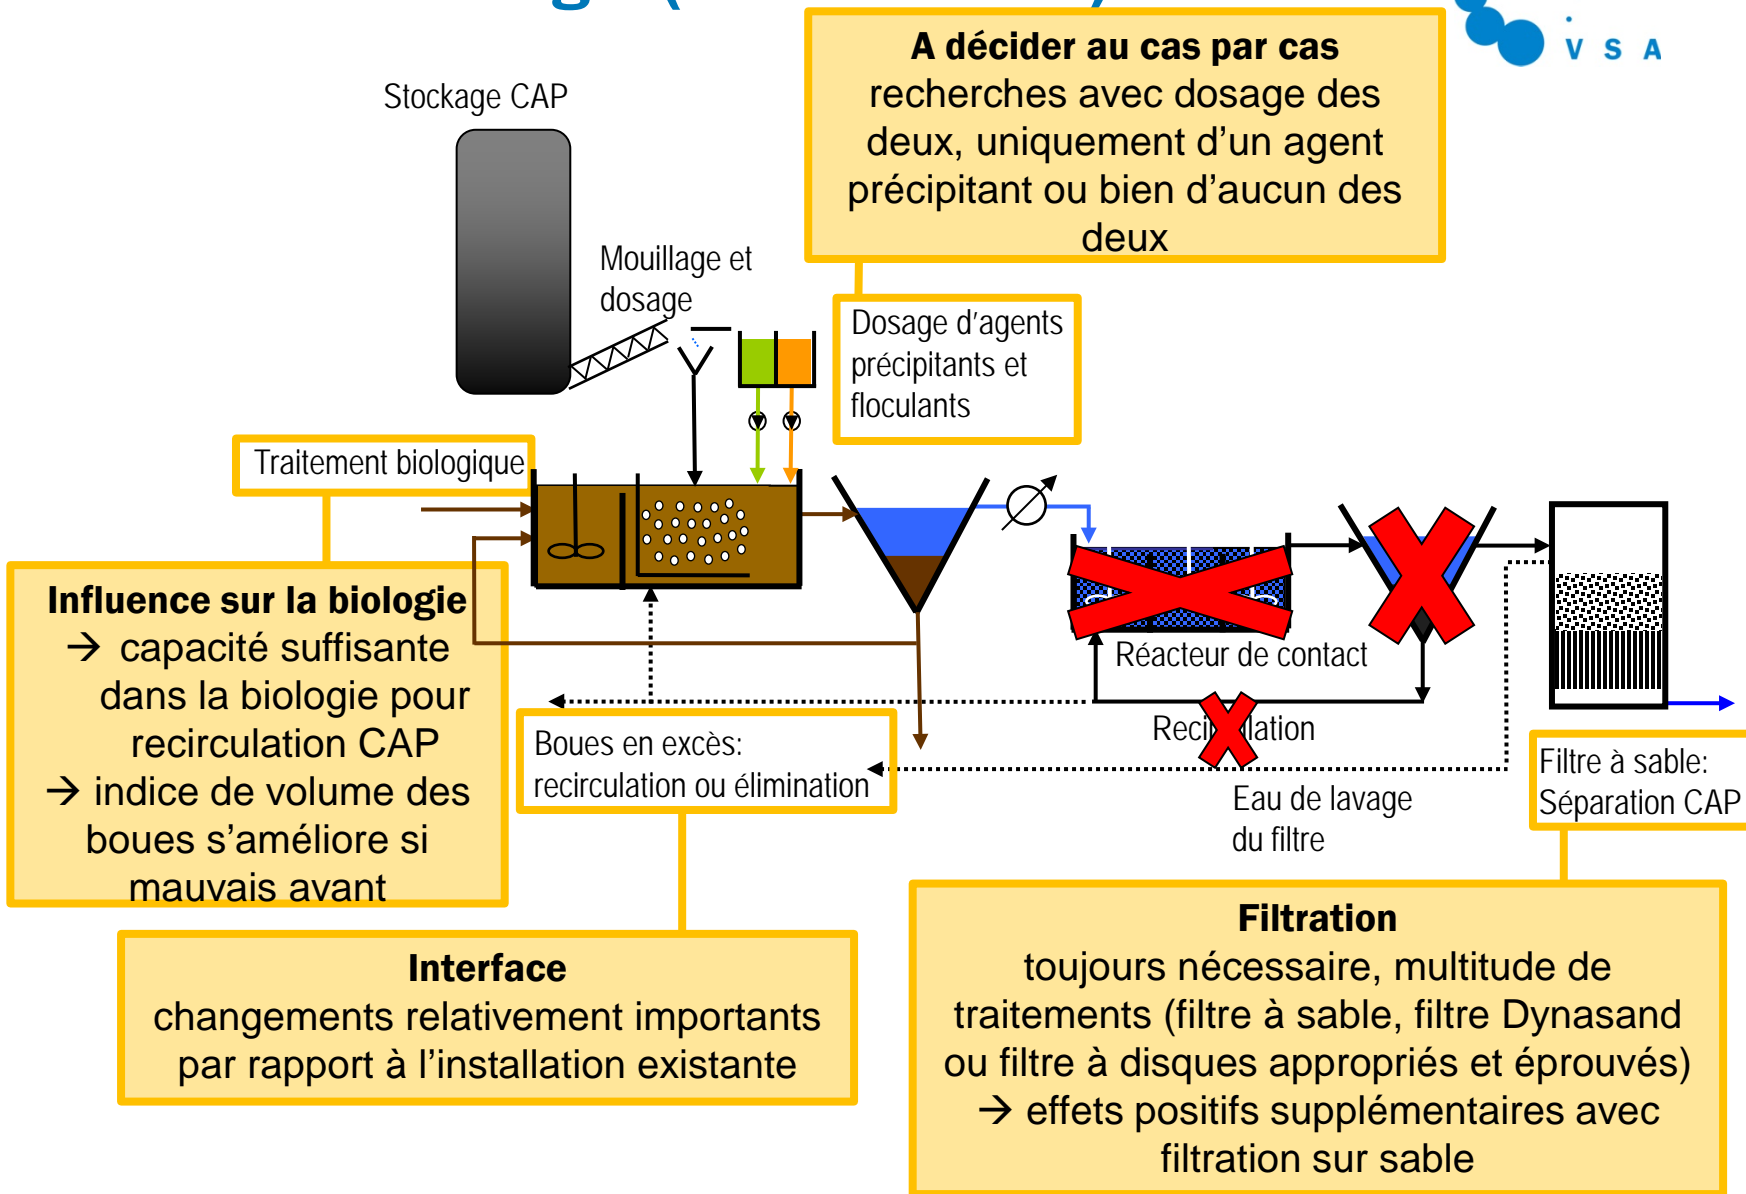 A décider au cas par cas
recherches avec dosage des
deux, uniquement d'un agent
précipitant ou bien d'aucun des
deux
VSA
Stockage CAP
Mouillage et
dosage
Dosage d'agents
précipitants et
floculants
Traitement biologique
Influence sur la biologie
→ capacité suffisante
dans la biologie pour
recirculation CAP
→ indice de volume des
boues s'améliore si
mauvais avant
Réacteur de contact
Boues en excès:
recirculation ou élimination
Eau de lavage
du filtre
Filtre à sable:
Séparation CAP
Interface
changements relativement importants
par rapport à l'installation existante
Filtration
toujours nécessaire, multitude de
traitements (filtre à sable, filtre Dynasand
ou filtre à disques appropriés et éprouvés)
→ effets positifs supplémentaires avec
filtration sur sable